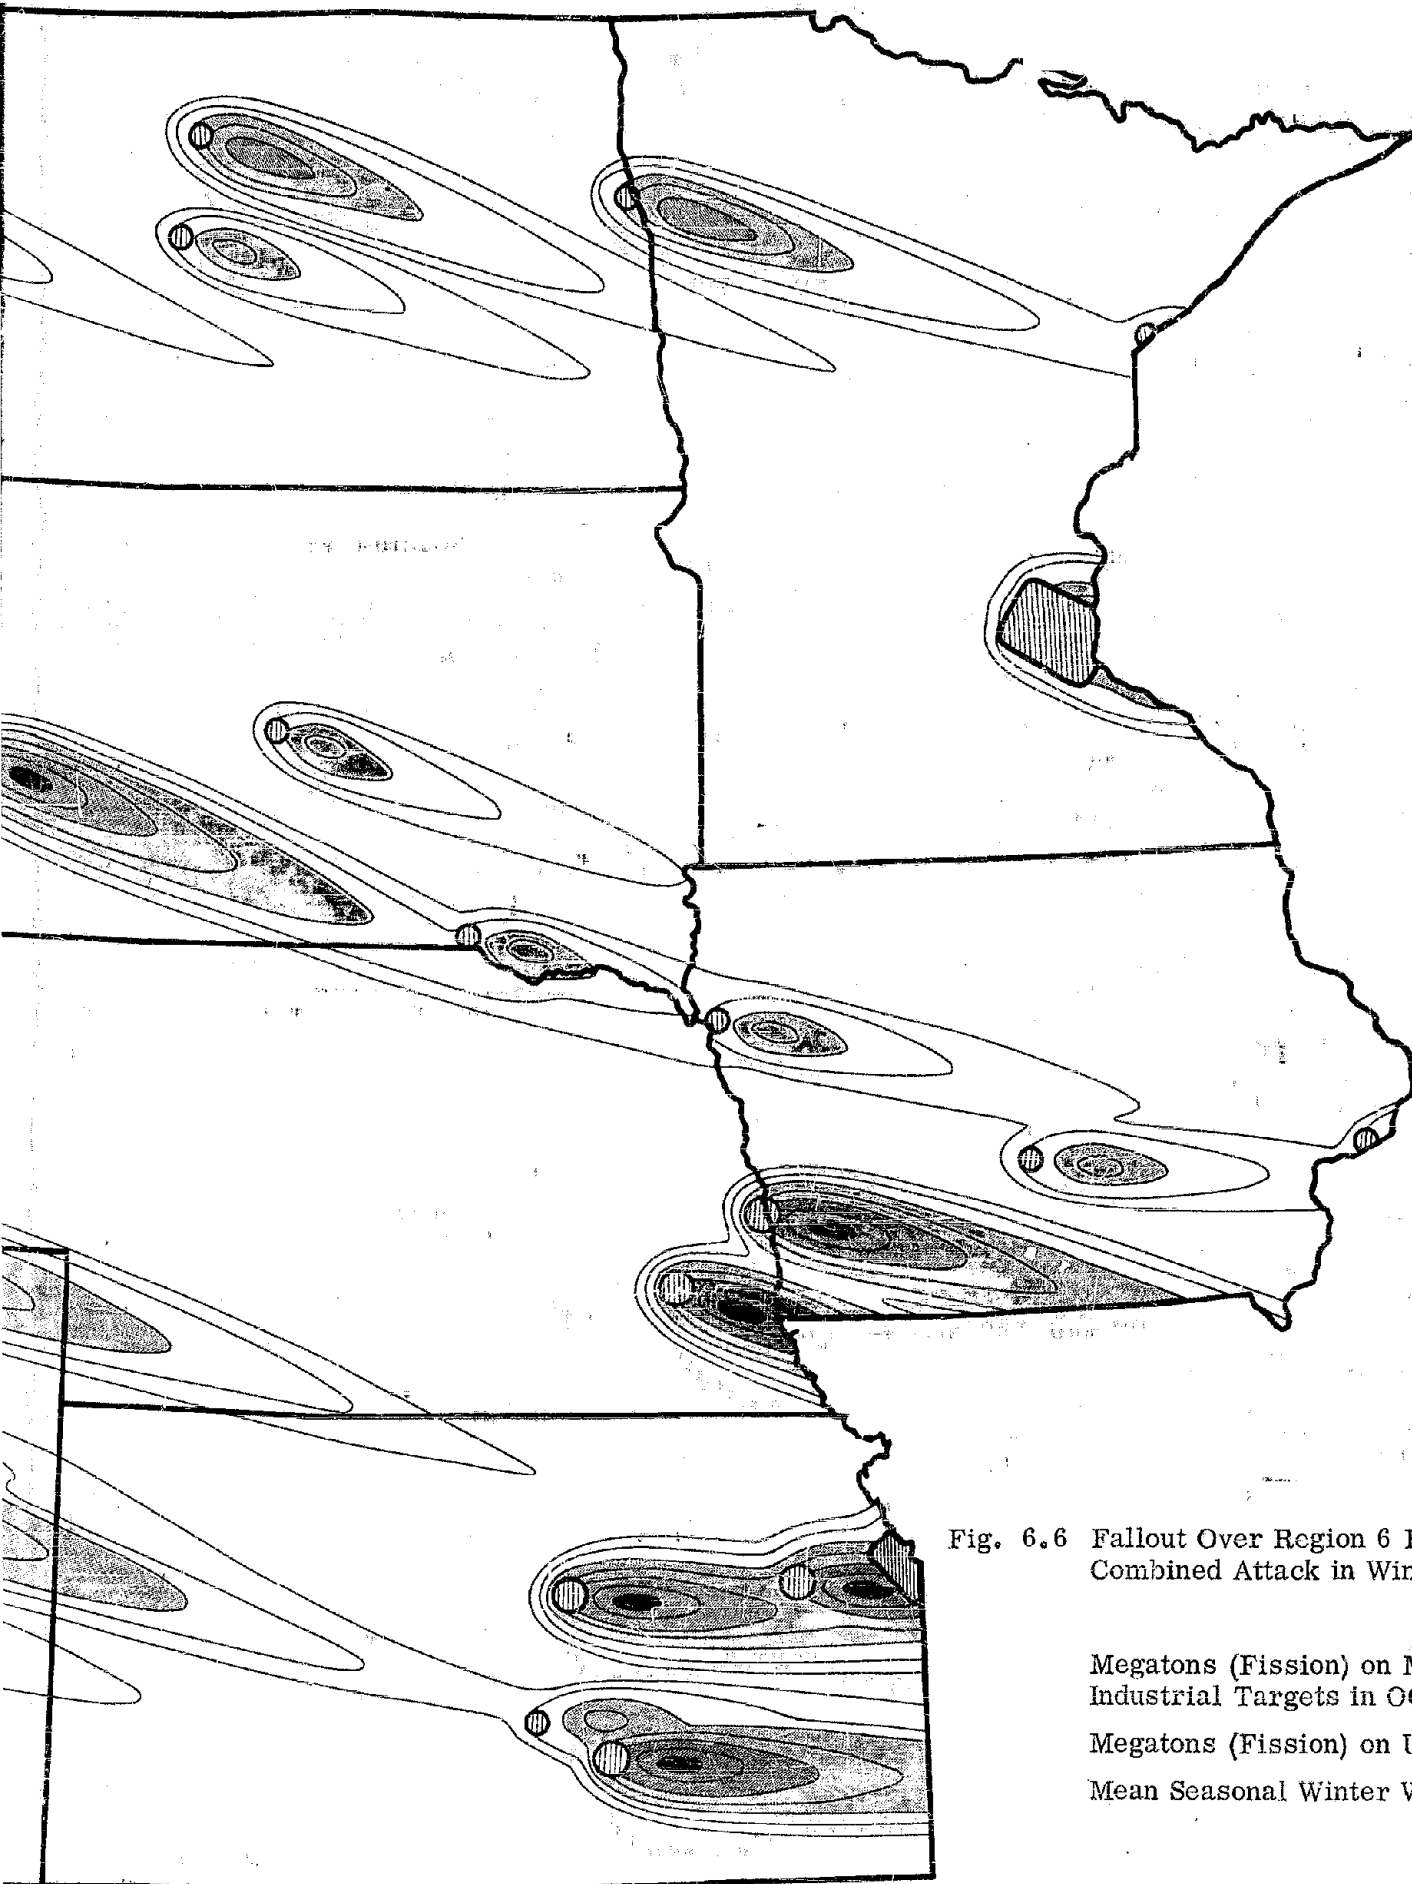 Fig. 6.6 Fallout Over Region 6
Combined Attack in
Megatons (Fission) on
Industrial Targets in
Megatons (Fission) on
Mean Seasonal Winter